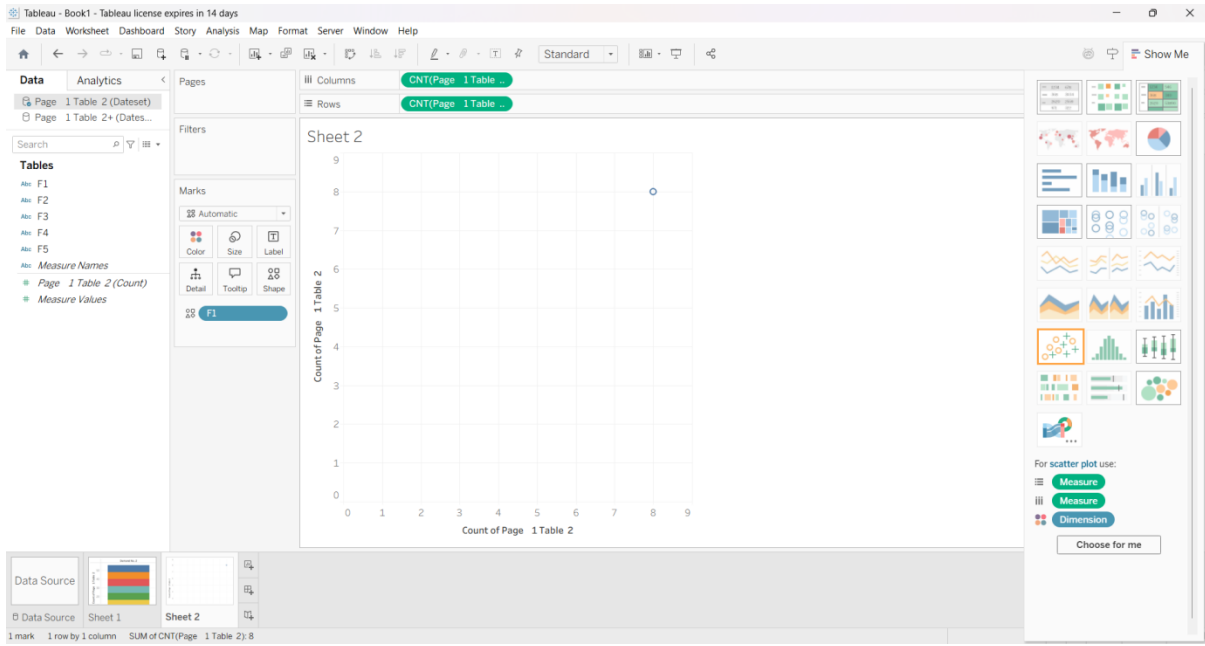 Tableau - Book1 - Tableau license expires in 14 days
File Data Worksheet Dashboard Story Analysis Map Format Server Window Help
Standard
Show Me
Data Analytics
Page 1 Table 2 (Dateset)
Page 1 Table 2+ (Dates...
Search
Tables
Abc F1
Abc F2
Abc F3
Abc F4
Abc F5
Abc Measure Names
# Page 1 Table 2 (Count)
# Measure Values
Pages
Filters
Marks
Automatic
Color Size Label
Detail Tooltip Shape
F1
Columns CNT(Page 1 Table ..
Rows CNT(Page 1 Table ..
Sheet 2
9
8
7
6
5
4
3
2
1
0
Count of Page 1 Table 2
0 1 2 3 4 5 6 7 8 9
Count of Page 1 Table 2
For scatter plot use:
Measure
Measure
Dimension
Choose for me
Data Source
Data Source Sheet 1 Sheet 2
1 mark 1 row by 1 column SUM of CNT(Page 1 Table 2): 8